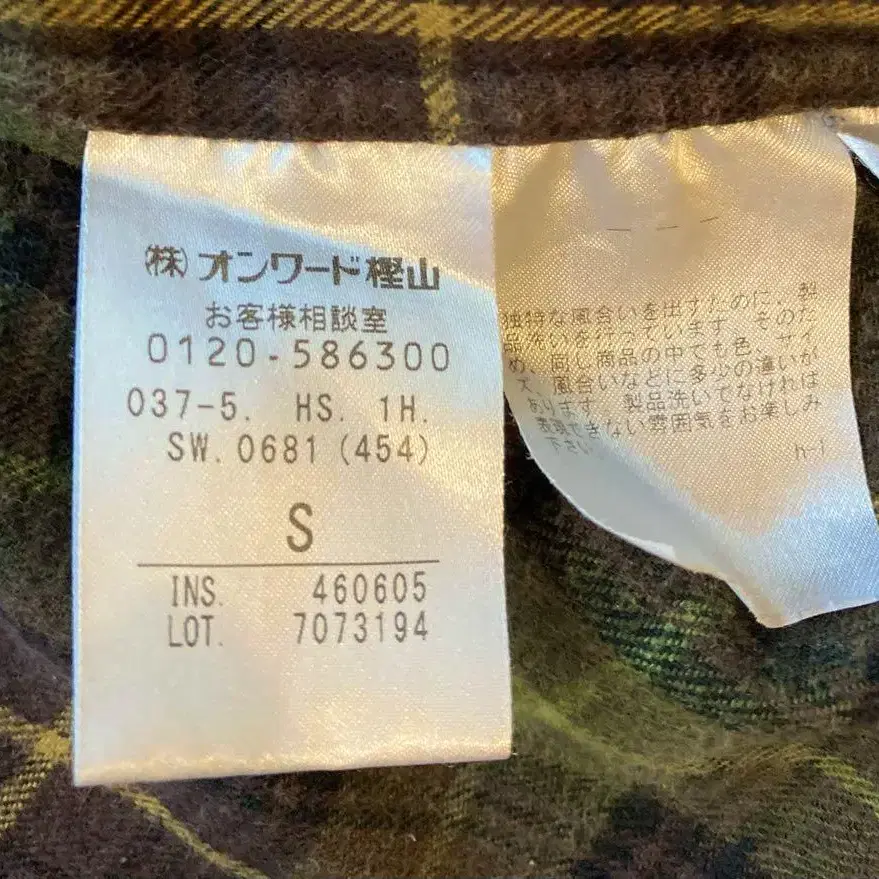 ㈱オンワード樫山
お客様相談室
0120-586300
037-5. HS. 1H.
SW. 0681 (454)
S
INS. 460605
LOT. 7073194
独特な風合いを出すために、製
品洗いを行っています。そのた
め、同じ商品の中でも色、サイ
ズ、風合いなどに多少の違いが
あります。製品洗いでなければ
表現できない雰囲気をお楽しみ
下さい。
h-1